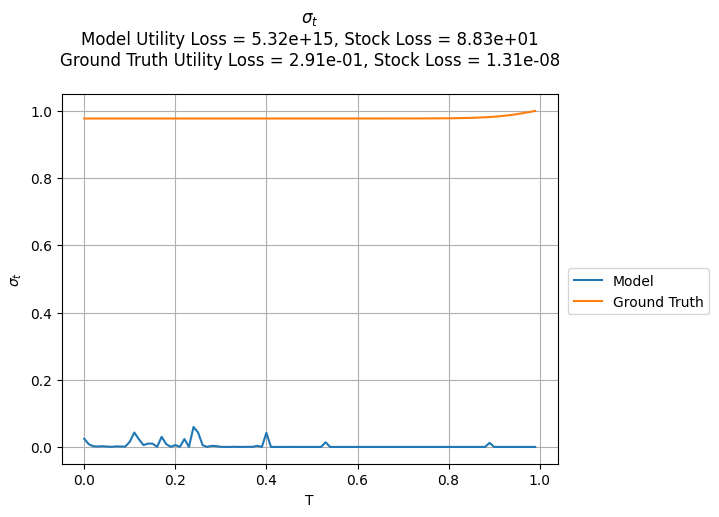 σt
Model Utility Loss = 5.32e+15, Stock Loss = 8.83e+01
Ground Truth Utility Loss = 2.91e-01, Stock Loss = 1.31e-08
1.0
0.8
0.6
0.4
0.2
0.0
σt
0.0 0.2 0.4 0.6 0.8 1.0
T
Model
Ground Truth